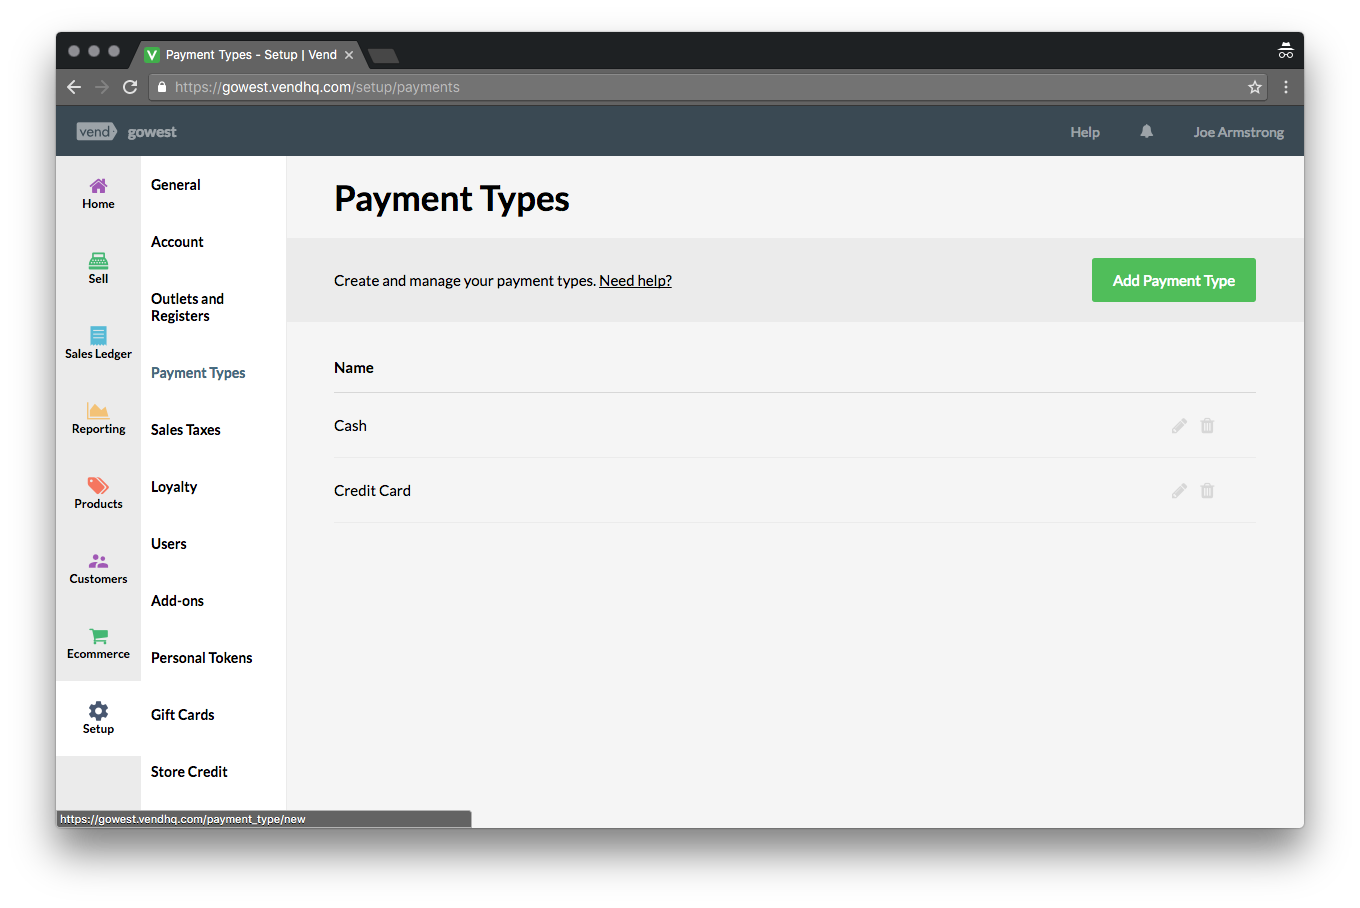 Payment Types - Setup | Vend
https://gowest.vendhq.com/setup/payments
vend gowest
Help
Joe Armstrong
Home
Sell
Sales Ledger
Reporting
Products
Customers
Ecommerce
Setup
General
Account
Outlets and
Registers
Payment Types
Sales Taxes
Loyalty
Users
Add-ons
Personal Tokens
Gift Cards
Store Credit
Payment Types
Create and manage your payment types. Need help?
Add Payment Type
Name
Cash
Credit Card
https://gowest.vendhq.com/payment_type/new